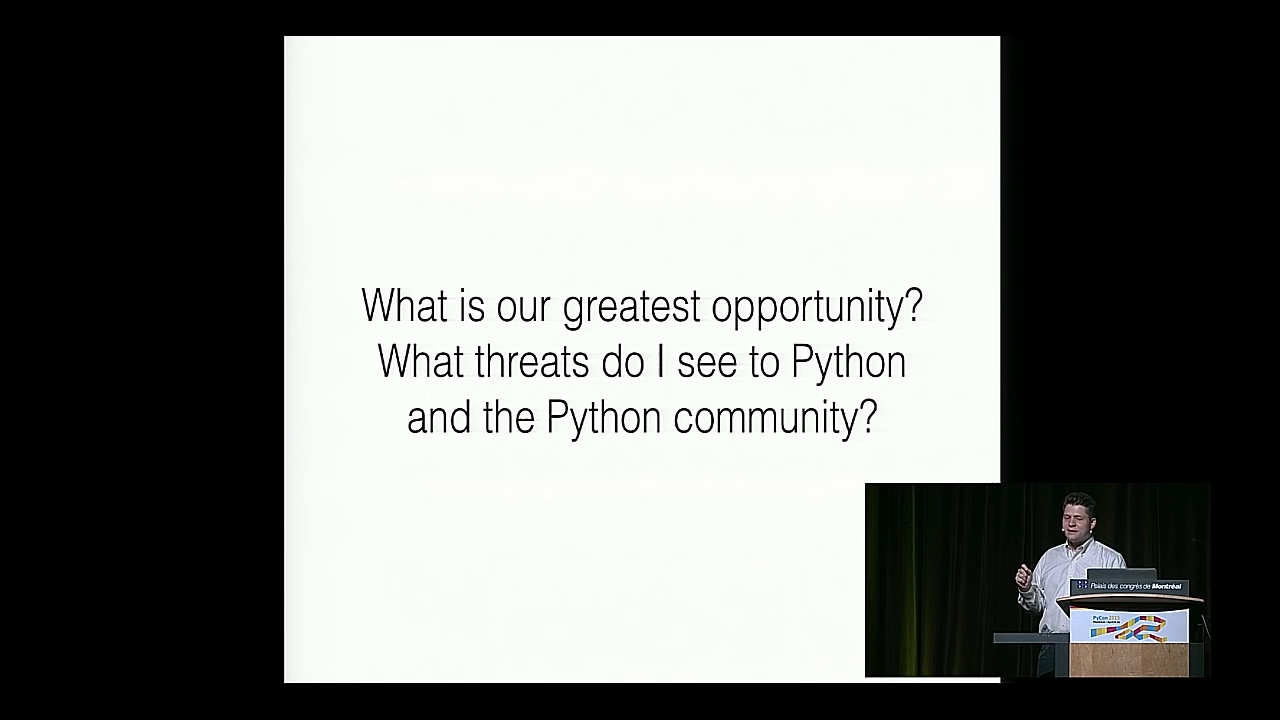 What is our greatest opportunity?
What threats do I see to Python
and the Python community?
Palais des congrès de Montréal
PyCon 2015